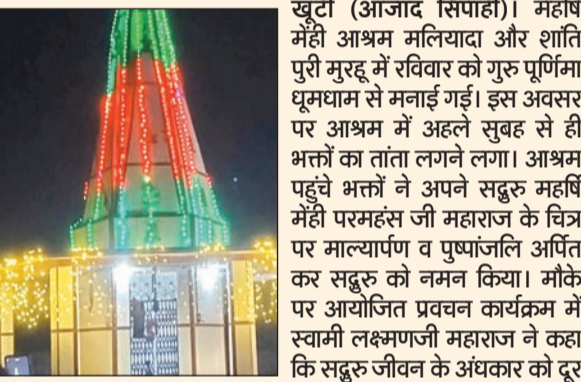 खूंटी (आजाद सिपाही)। महर्षि
मेंही आश्रम मलियादा और शांति
पुरी मुरहू में रविवार को गुरु पूर्णिमा
धूमधाम से मनाई गई। इस अवसर
पर आश्रम में अहले सुबह से ही
भक्तों का तांता लगने लगा। आश्रम
पहुंचे भक्तों ने अपने सद्गुरु महर्षि
मेंही परमहंस जी महाराज के चित्र
पर माल्यार्पण व पुष्पांजलि अर्पित
कर सद्गुरु को नमन किया। मौके
पर आयोजित प्रवचन कार्यक्रम में
स्वामी लक्ष्मणजी महाराज ने कहा
कि सद्गुरु जीवन के अंधकार को दूर